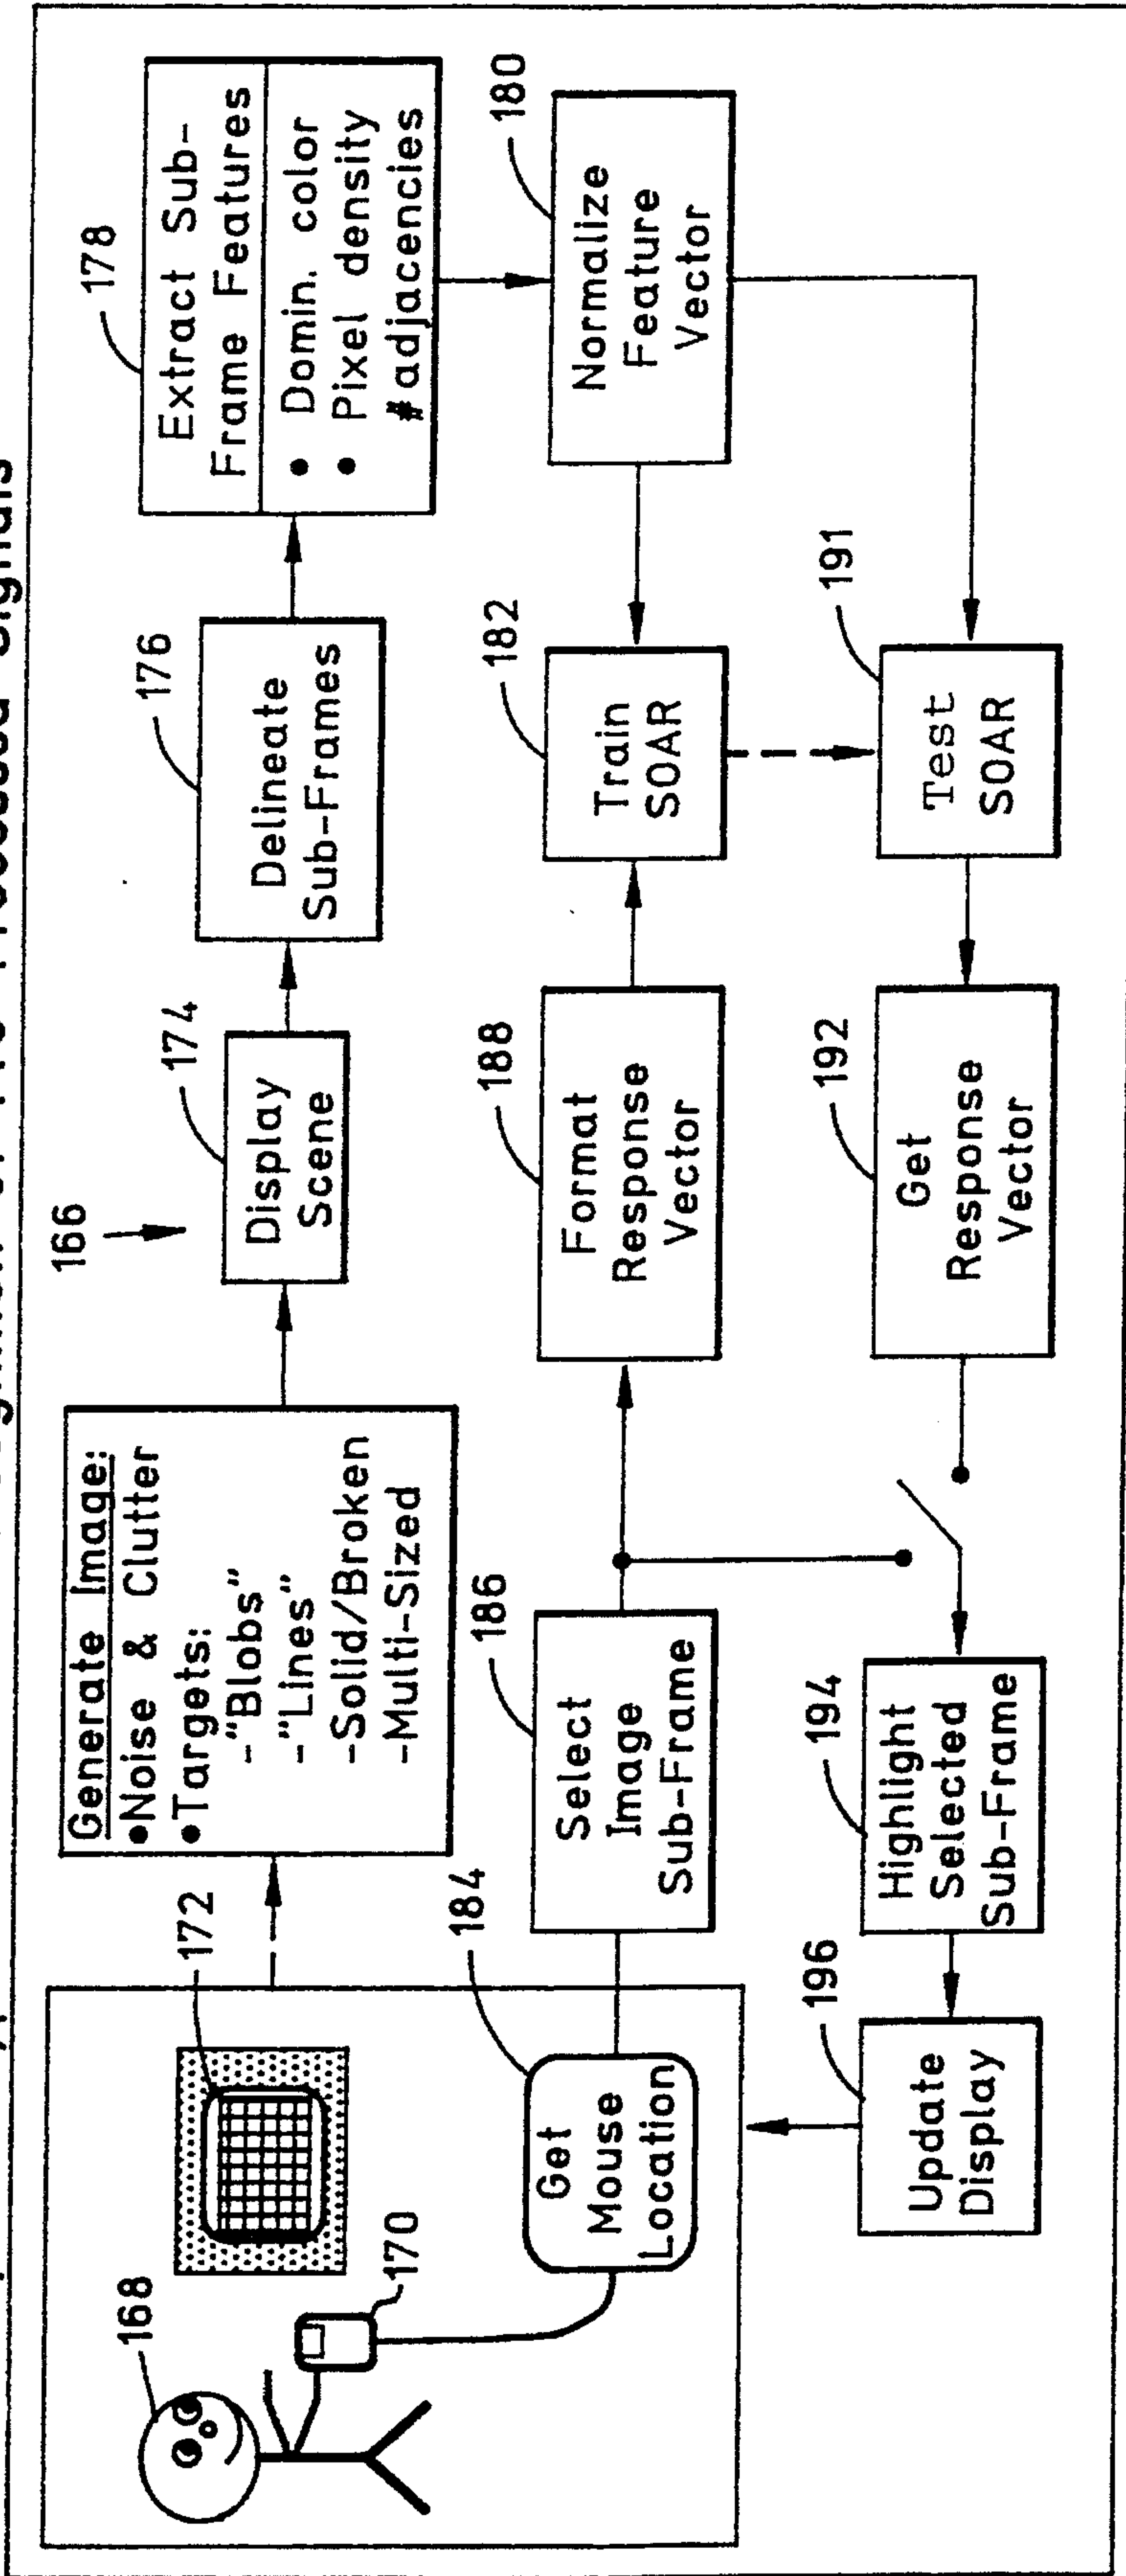 166
168
170
172
Generate Image:
•Noise & Clutter
•Targets:
-"Blobs"
-"Lines"
-Solid/Broken
-Multi-Sized
174
Display
Scene
176
Delineate
Sub-Frames
178
Extract Sub-
Frame Features
• Domin. color
• Pixel density
#adjacencies
184
Get
Mouse
Location
186
Select
Image
Sub-Frame
188
Format
Response
Vector
182
Train
SOAR
180
Normalize
Feature
Vector
196
Update
Display
194
Highlight
Selected
Sub-Frame
192
Get
Response
Vector
191
Test
SOAR